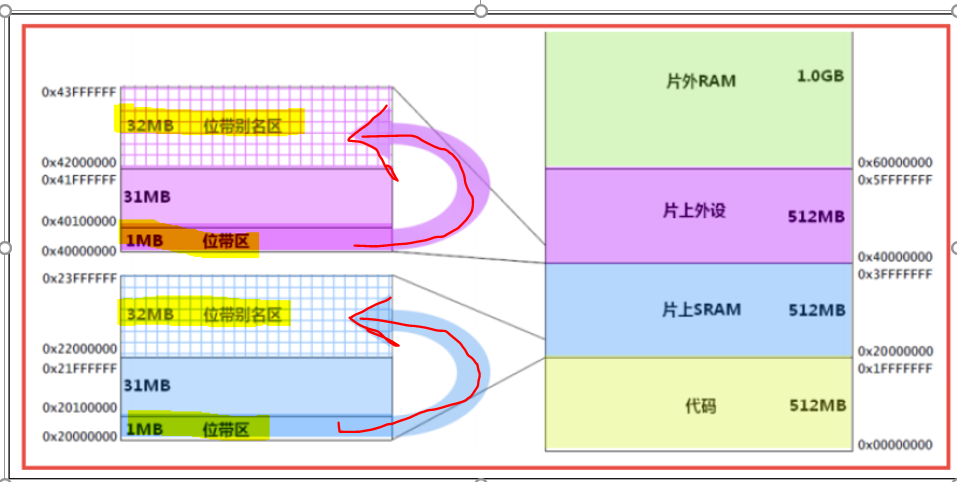 0x43FFFFFF
32MB 位带别名区
0x42000000
0x41FFFFFF
31MB
0x40100000
1MB 位带区
0x40000000
0x23FFFFFF
32MB 位带别名区
0x22000000
0x21FFFFFF
31MB
0x20100000
1MB 位带区
0x20000000
片外RAM 1.0GB
0x60000000
0x5FFFFFFF
片上外设 512MB
0x40000000
0x3FFFFFFF
片上SRAM 512MB
0x20000000
0x1FFFFFFF
代码 512MB
0x00000000